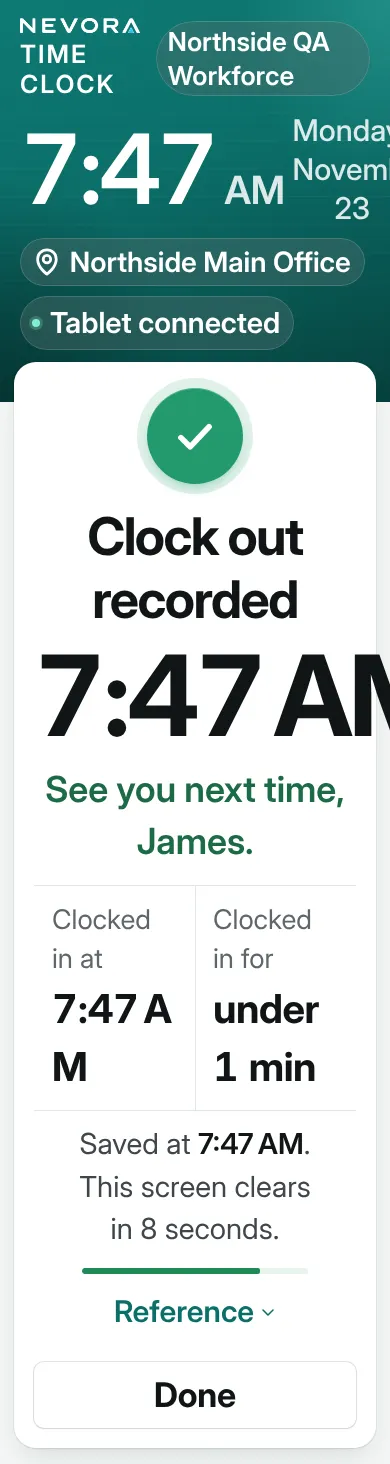 NEVORA
TIME
CLOCK
Northside QA
Workforce
7:47 AM
Monday
Novem
23
Northside Main Office
Tablet connected
Clock out
recorded
7:47 AM
See you next time,
James.
Clocked
in at
7:47 A
M
Clocked
in for
under
1 min
Saved at 7:47 AM.
This screen clears
in 8 seconds.
Reference
Done